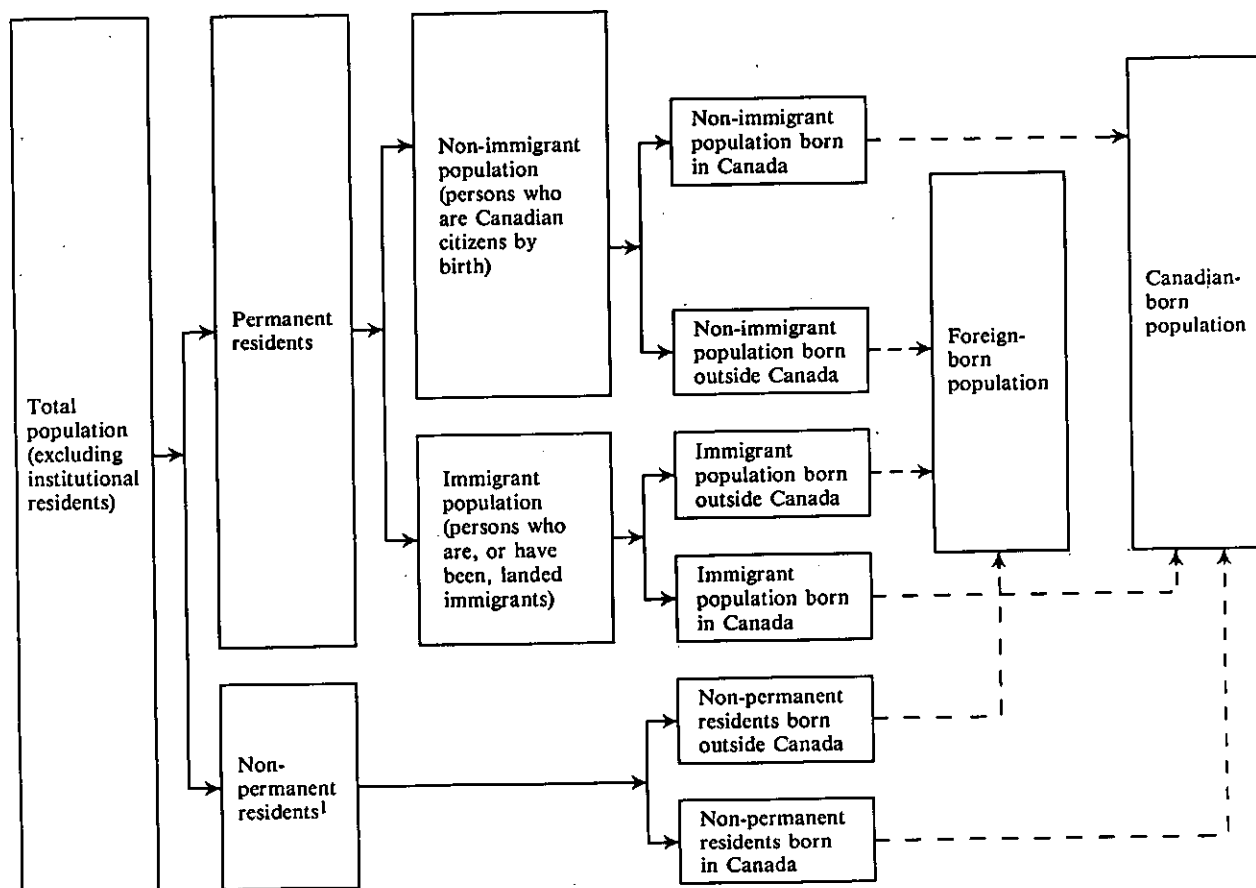 Total
population
(excluding
institutional
residents)
Permanent
residents
Non-
permanent
residents1
Non-immigrant
population
(persons who
are Canadian
citizens by
birth)
Immigrant
population
(persons who
are, or have
been, landed
immigrants)
Non-immigrant
population born
in Canada
Non-immigrant
population born
outside Canada
Immigrant
population born
outside Canada
Immigrant
population born
in Canada
Non-permanent
residents born
outside Canada
Non-permanent
residents born
in Canada
Foreign-
born
population
Canadian-
born
population